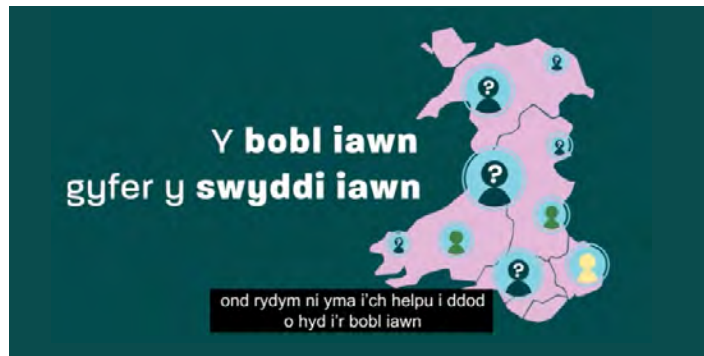 Y bobl iawn
gyfer y swyddi iawn
?
?
?
?
?
?
ond rydym ni yma i'ch helpu i ddod
o hyd i'r bobl iawn